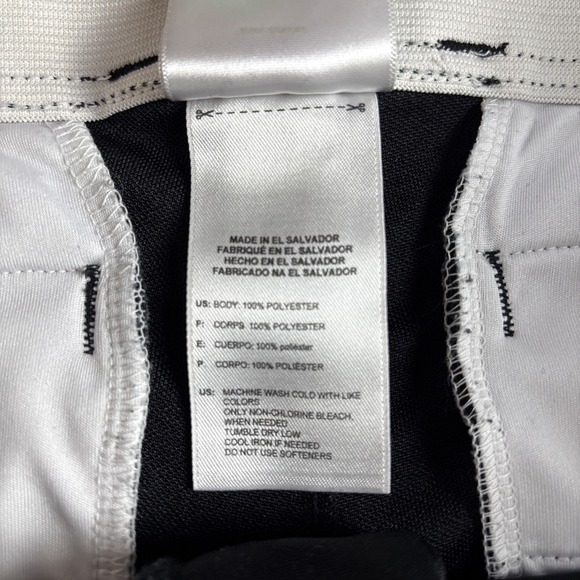 MADE IN EL SALVADOR
FABRIQUÉ EN EL SALVADOR
HECHO EN EL SALVADOR
FABRICADO NA EL SALVADOR
US: BODY: 100% POLYESTER
F: CORPS: 100% POLYESTER
E: CUERPO: 100% poliéster
P CORPO: 100% POLIÉSTER
US: MACHINE WASH COLD WITH LIKE
COLORS
ONLY NON-CHLORINE BLEACH,
WHEN NEEDED
TUMBLE DRY LOW
COOL IRON IF NEEDED
DO NOT USE SOFTENERS